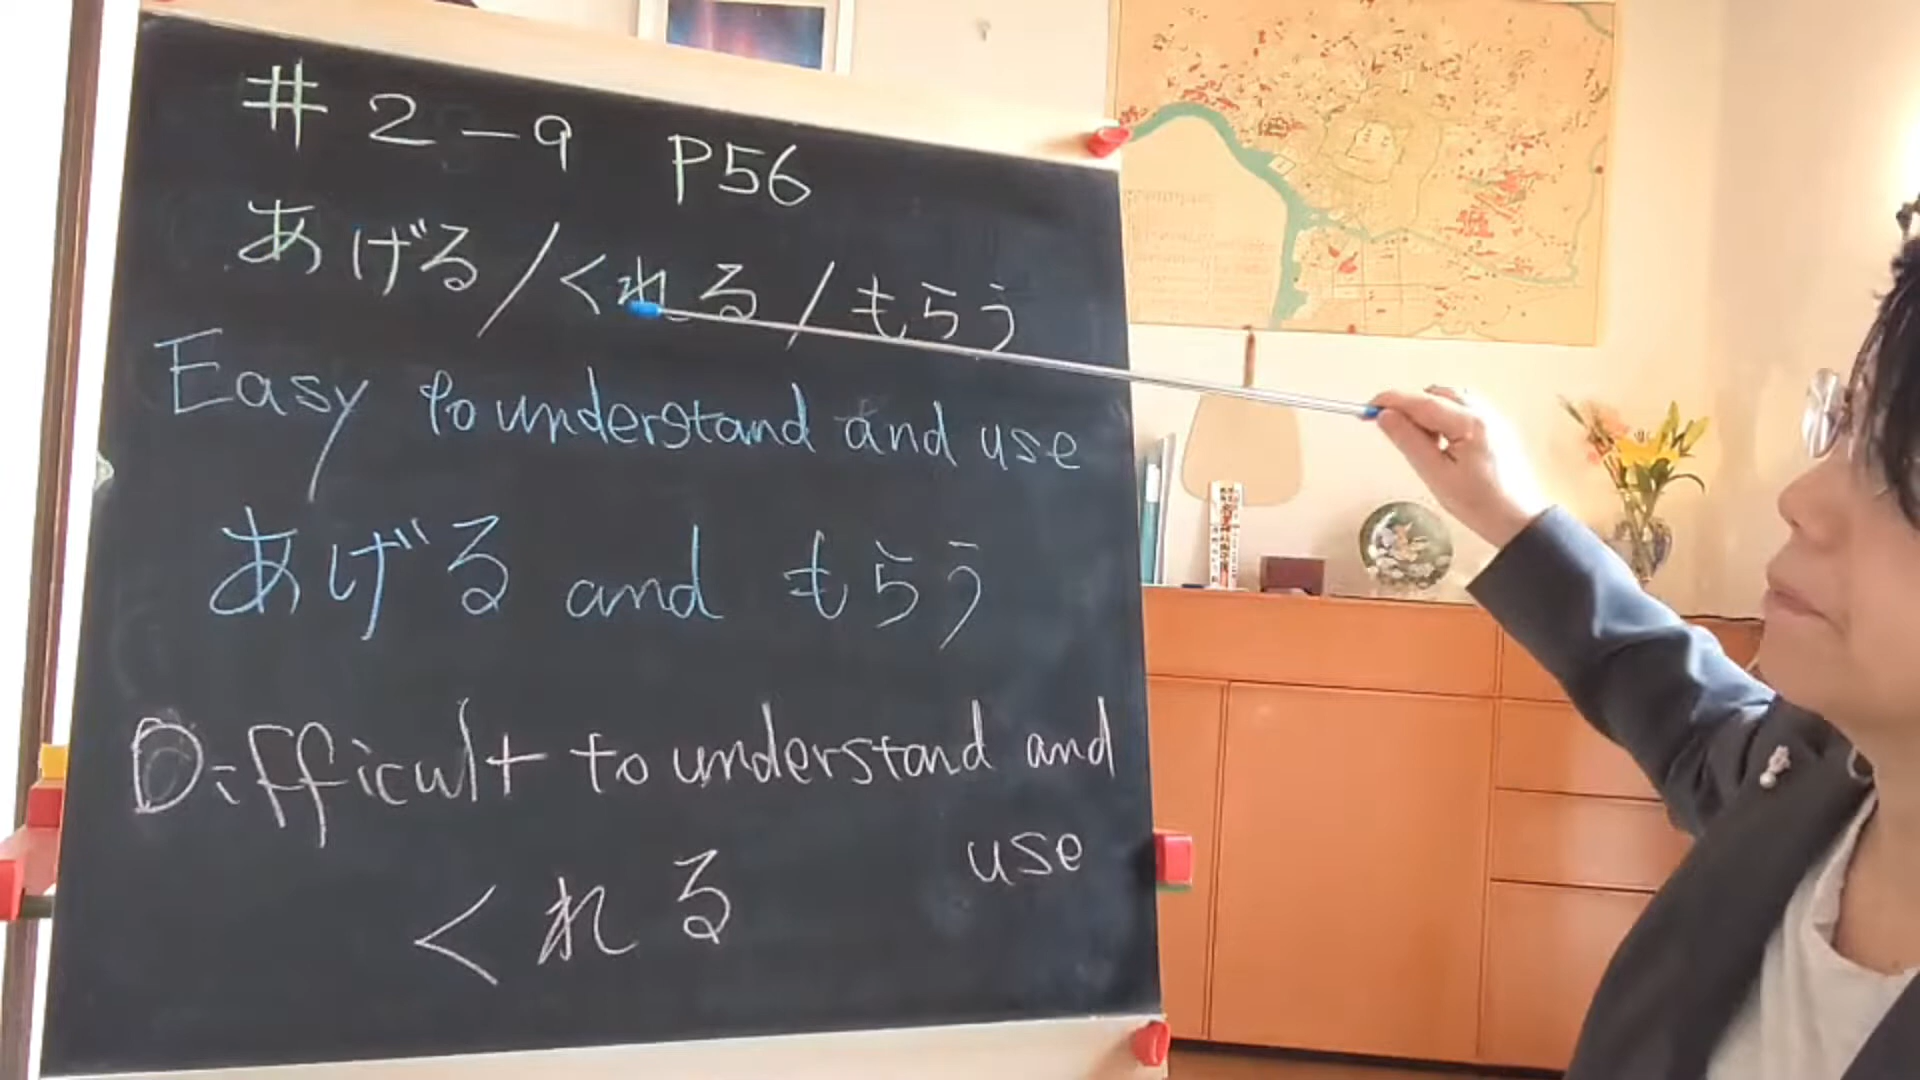 # 2-9 P56
あげる/くれる/もらう
Easy to understand and use
あげる and もらう
Difficult to understand and
use
くれる